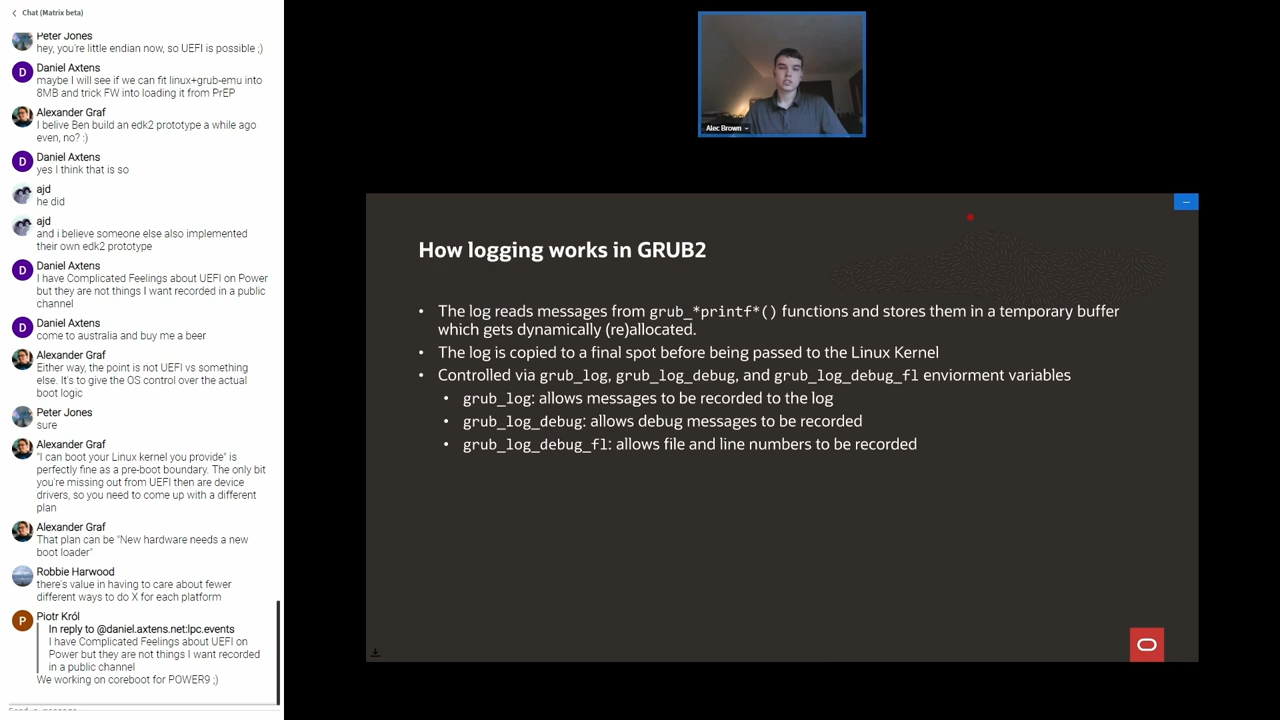 Chat (Matrix beta)
Peter Jones
hey, you're little endian now, so UEFI is possible ;)
D
Daniel Axtens
maybe I will see if we can fit linux+grub-emu into
8MB and trick FW into loading it from PrEP
Alexander Graf
I belive Ben build an edk2 prototype a while ago
even, no? :)
D
Daniel Axtens
yes I think that is so
ajd
he did
ajd
and i believe someone else also implemented
their own edk2 prototype
D
Daniel Axtens
I have Complicated Feelings about UEFI on Power
but they are not things I want recorded in a public
channel
D
Daniel Axtens
come to australia and buy me a beer
Alexander Graf
Either way, the point is not UEFI vs something
else. It's to give the OS control over the actual
boot logic
Peter Jones
sure
Alexander Graf
"I can boot your Linux kernel you provide" is
perfectly fine as a pre-boot boundary. The only bit
you're missing out from UEFI then are device
drivers, so you need to come up with a different
plan
Alexander Graf
That plan can be "New hardware needs a new
boot loader"
Robbie Harwood
there's value in having to care about fewer
different ways to do X for each platform
P
Piotr Król
In reply to @daniel.axtens.net:lpc.events
I have Complicated Feelings about UEFI on
Power but they are not things I want recorded
in a public channel
We working on coreboot for POWER9 ;)
Alec Brown
How logging works in GRUB2
• The log reads messages from grub_*printf*() functions and stores them in a temporary buffer
which gets dynamically (re)allocated.
• The log is copied to a final spot before being passed to the Linux Kernel
• Controlled via grub_log, grub_log_debug, and grub_log_debug_fl enviorment variables
• grub_log: allows messages to be recorded to the log
• grub_log_debug: allows debug messages to be recorded
• grub_log_debug_fl: allows file and line numbers to be recorded